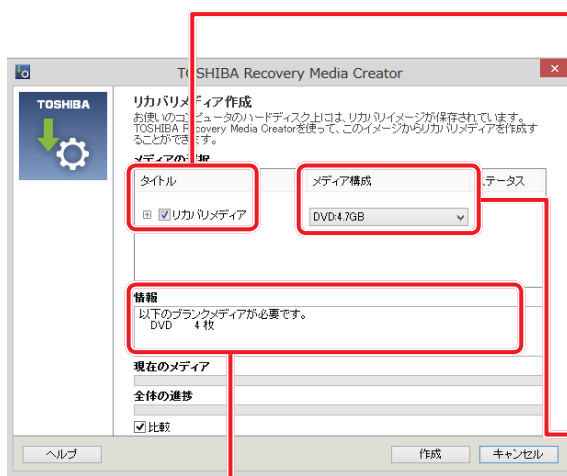 TOSHIBA Recovery Media Creator
TOSHIBA
リカバリメディア作成
お使いのコンピュータのハードディスク上には、リカバリイメージが保存されています。
TOSHIBA Recovery Media Creatorを使って、このイメージからリカバリメディアを作成す
ることができます。
メディアの選択
タイトル メディア構成 ステータス
リカバリメディア DVD:4.7GB
情報
以下のブランクメディアが必要です。
DVD 4 枚
現在のメディア
全体の進捗
比較
ヘルプ 作成 キャンセル